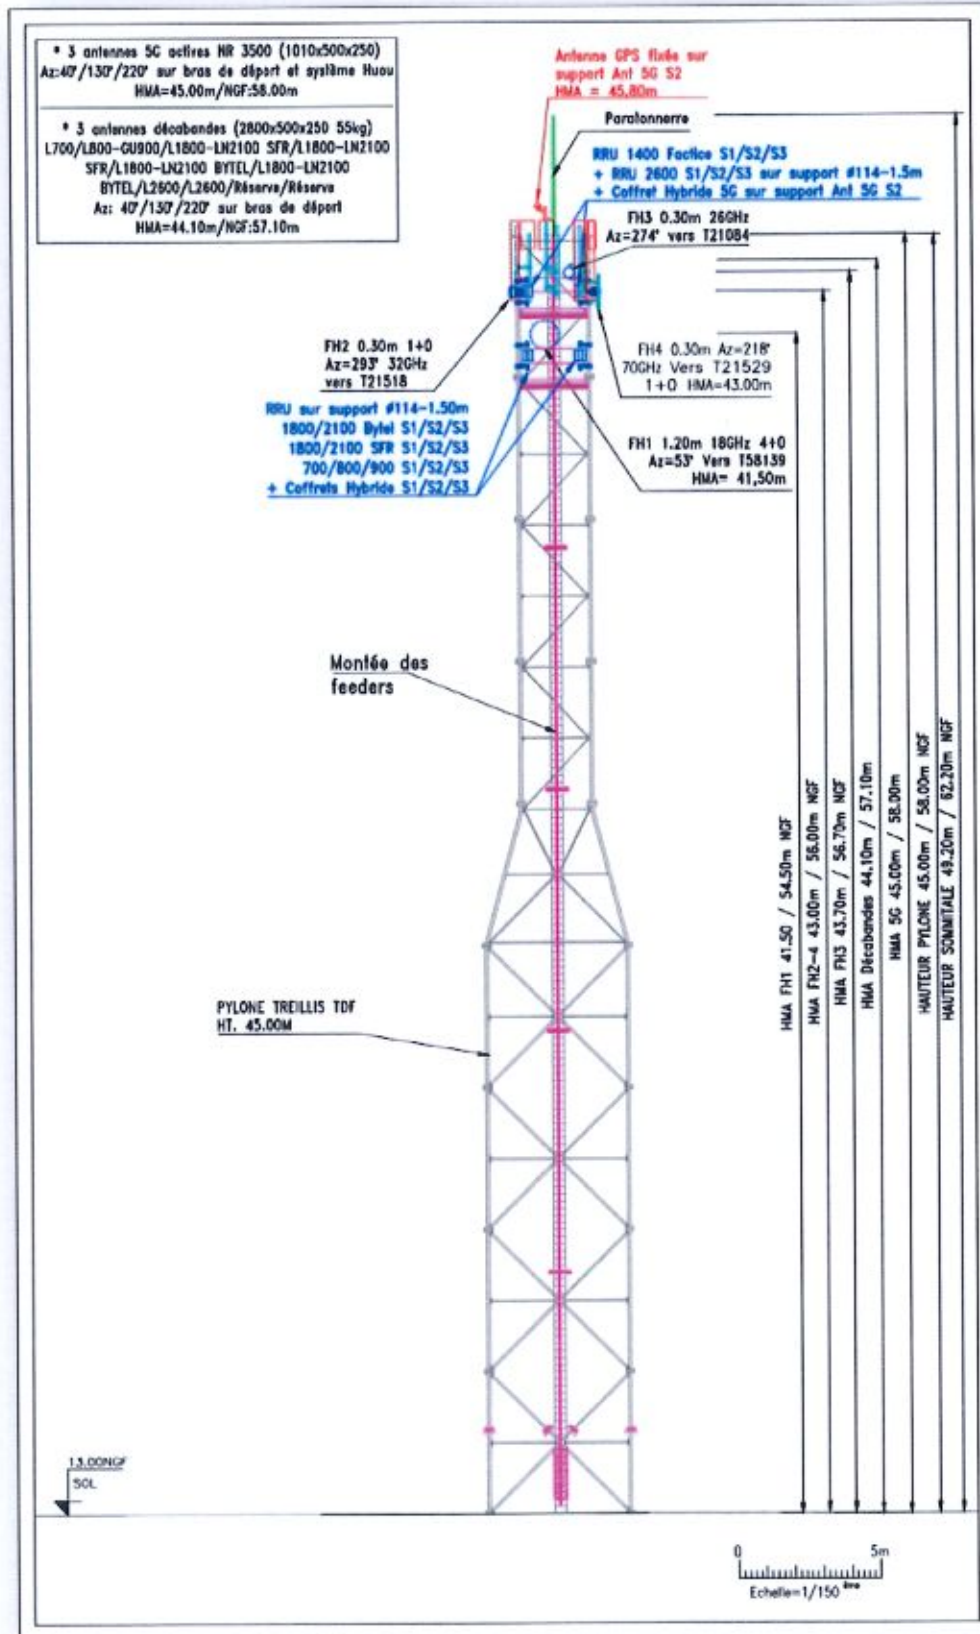 * 3 antennes 5G actives NR 3500 (1010x500x250)
Az:40°/130°/220° sur bras de départ et système Huou
HMA=45.00m/NGF:58.00m
* 3 antennes décabandes (2800x500x250 55kg)
L700/L800-GU900/L1800-LN2100 SFR/L1800-LN2100
SFR/L1800-LN2100 BYTEL/L1800-LN2100
BYTEL/L2600/L2600/Réserve/Réserve
Az: 40°/130°/220° sur bras de départ
HMA=44.10m/NGF:57.10m
Antenne GPS fixée sur
support Ant 5G S2
HMA = 45,80m
Paratonnerre
RRU 1400 Factice S1/S2/S3
+ RRU 2600 S1/S2/S3 sur support #114-1.5m
+ Coffret Hybride 5G sur support Ant 5G S2
FH3 0.30m 26GHz
Az=274° vers T21084
FH2 0.30m 1+0
Az=293° 32GHz
vers T21518
FH4 0.30m Az=218°
70GHz Vers T21529
1+0 HMA=43.00m
RRU sur support #114-1.50m
1800/2100 Bytel S1/S2/S3
1800/2100 SFR S1/S2/S3
700/800/900 S1/S2/S3
+ Coffrets Hybride S1/S2/S3
FH1 1.20m 18GHz 4+0
Az=53° Vers T58139
HMA= 41,50m
Montée des
feeders
PYLONE TREILLIS TDF
HT. 45.00M
HMA FH1 41.50 / 54.50m NGF
HMA FH2-4 43.00m / 56.00m NGF
HMA FH3 43.70m / 56.70m NGF
HMA Décabandes 44.10m / 57.10m
HMA 5G 45.00m / 58.00m
HAUTEUR PYLONE 45.00m / 58.00m NGF
HAUTEUR SOMMITALE 49.20m / 62.20m NGF
13.00NGF
SOL
0 5m
Echelle=1/150 ème